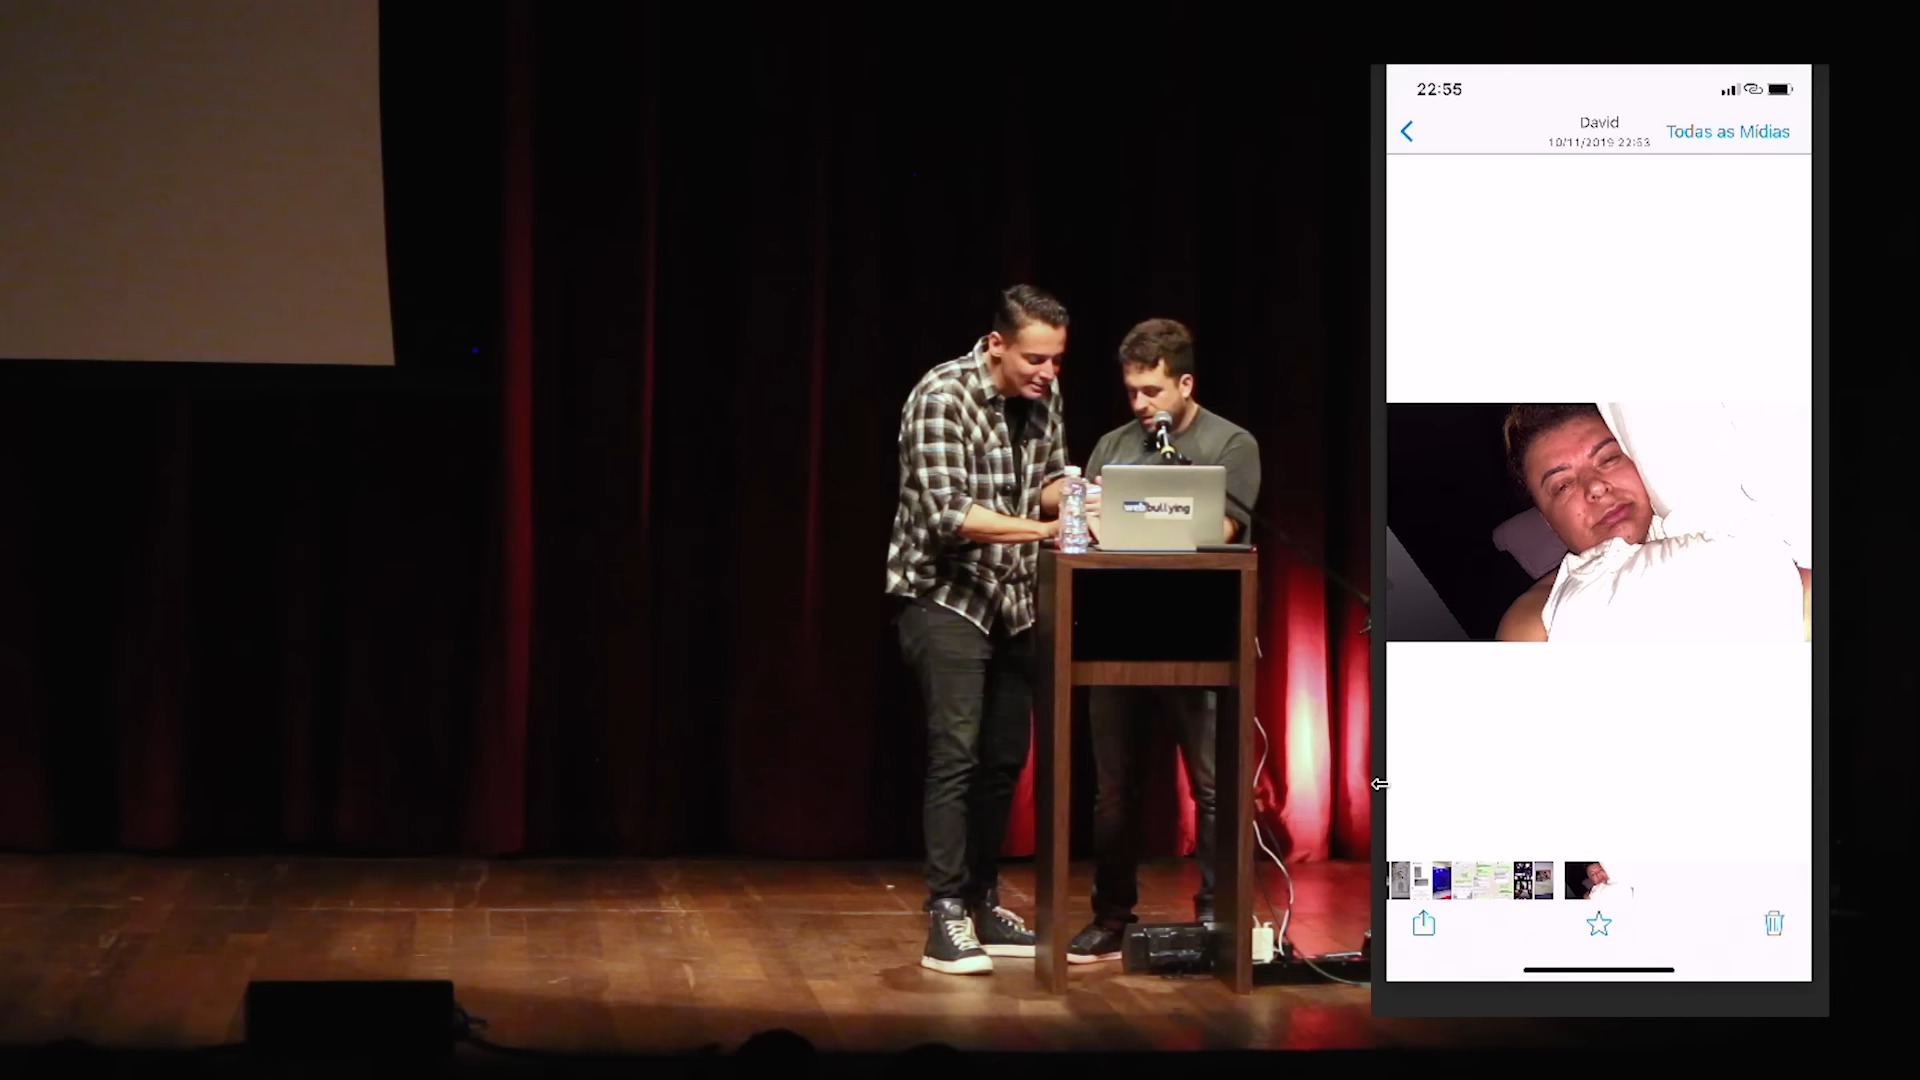 22:55
David
10/11/2019 22:53
Todas as Mídias
webbullying